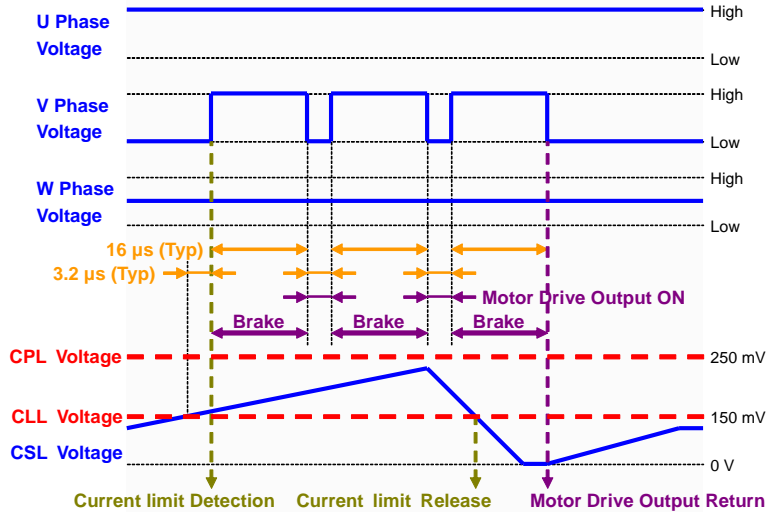 U Phase
Voltage
High
Low
V Phase
Voltage
High
Low
W Phase
Voltage
High
Low
16 µs (Typ)
3.2 µs (Typ)
Motor Drive Output ON
Brake Brake Brake
CPL Voltage 250 mV
CLL Voltage 150 mV
CSL Voltage 0 V
Current limit Detection Current limit Release Motor Drive Output Return